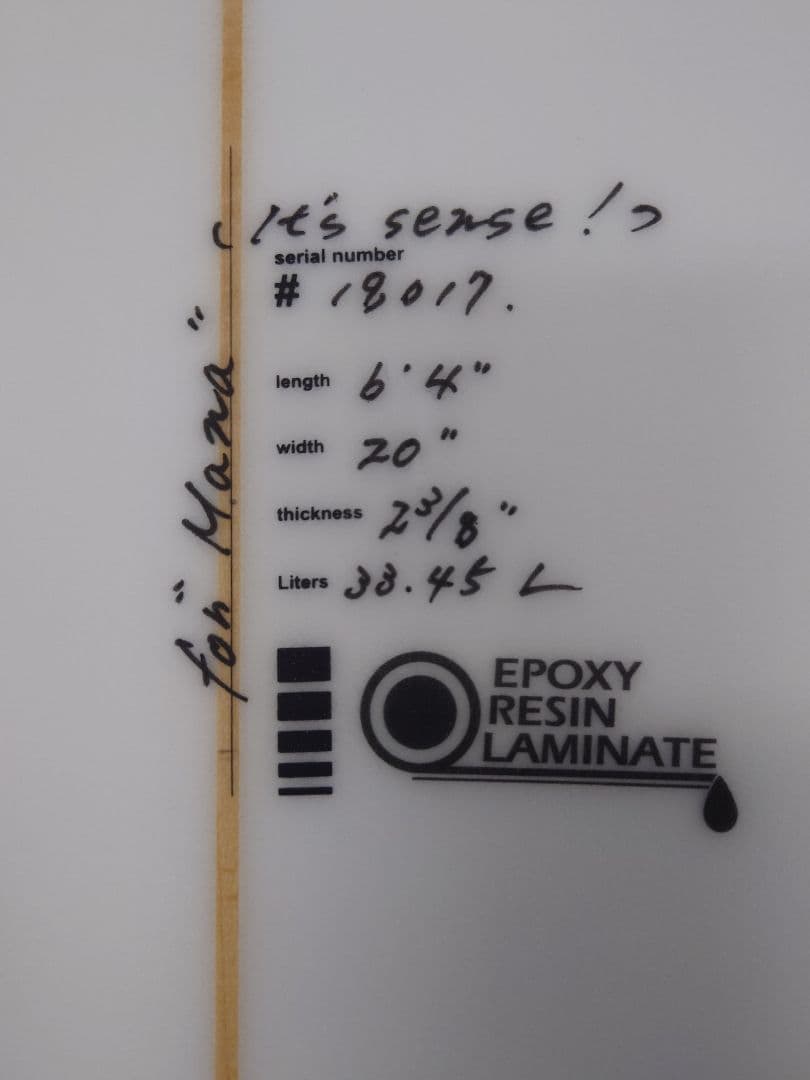 (It's sense!)
serial number
# 18017.
length 6'4"
width 20"
thickness 2 3/8"
Liters 33.45 L
for "Mana"
EPOXY
RESIN
LAMINATE